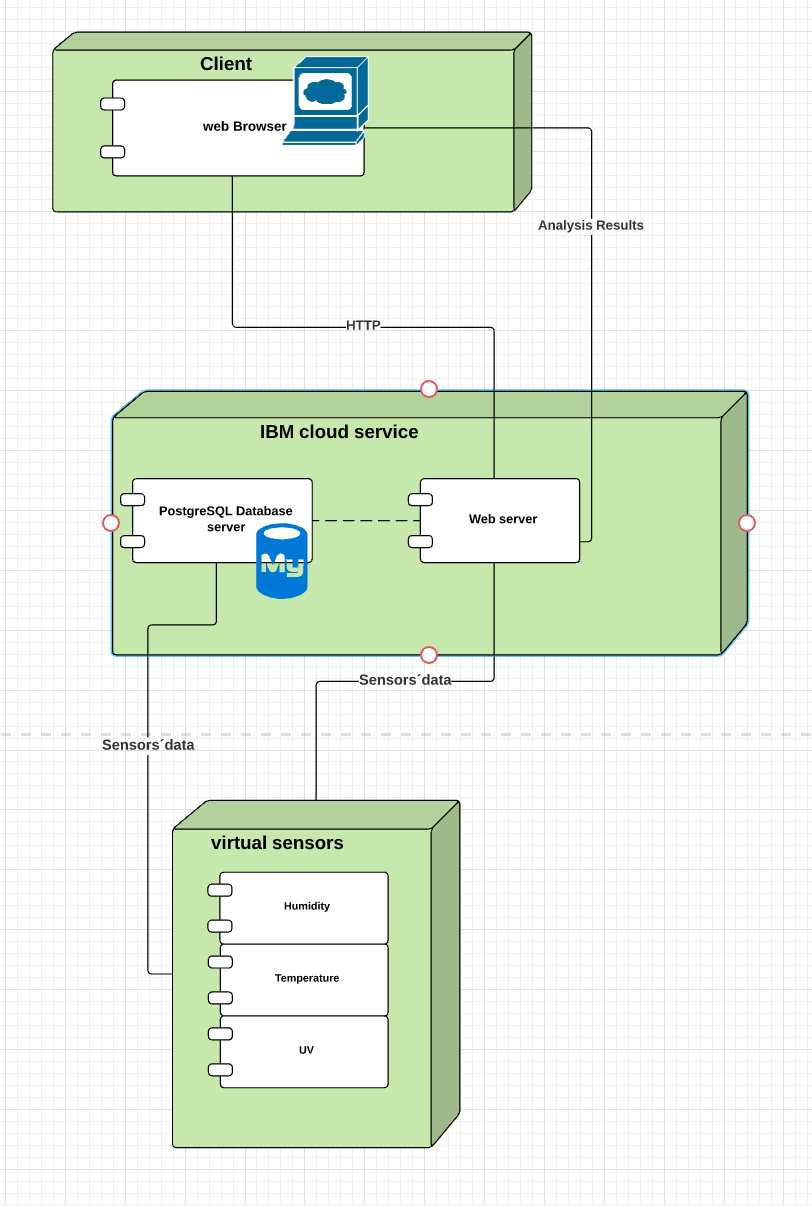 Client
web Browser
Analysis Results
HTTP
IBM cloud service
PostgreSQL Database
server
My
Web server
Sensors´data
Sensors´data
virtual sensors
Humidity
Temperature
UV